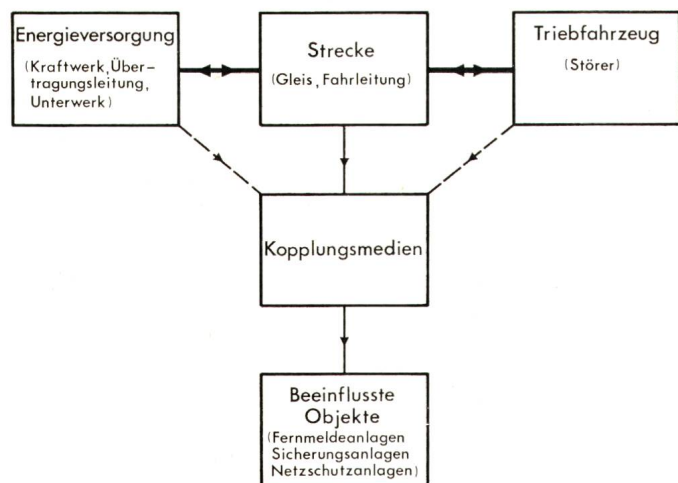 Energieversorgung
(Kraftwerk, Über-
tragungsleitung,
Unterwerk)
Strecke
(Gleis, Fahrleitung)
Triebfahrzeug
(Störer)
Kopplungsmedien
Beeinflusste
Objekte
(Fernmeldeanlagen
Sicherungsanlagen
Netzschutzanlagen)